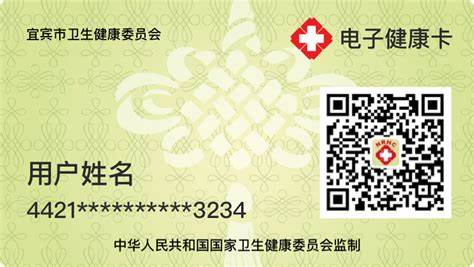 宜宾市卫生健康委员会
电子健康卡
NHHC
用户姓名
4421**********3234
中华人民共和国国家卫生健康委员会监制